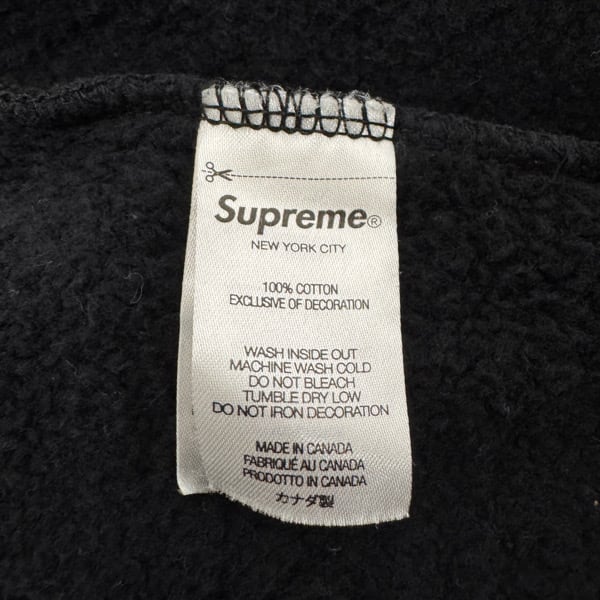 Supreme®
NEW YORK CITY
100% COTTON
EXCLUSIVE OF DECORATION
WASH INSIDE OUT
MACHINE WASH COLD
DO NOT BLEACH
TUMBLE DRY LOW
DO NOT IRON DECORATION
MADE IN CANADA
FABRIQUÉ AU CANADA
PRODOTTO IN CANADA
カナダ製